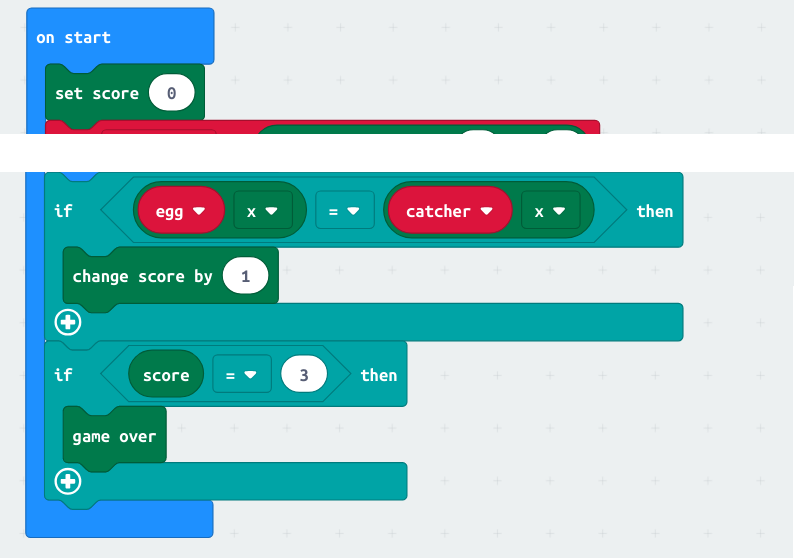 on start
set score 0
if egg x = catcher x then
change score by 1
if score = 3 then
game over